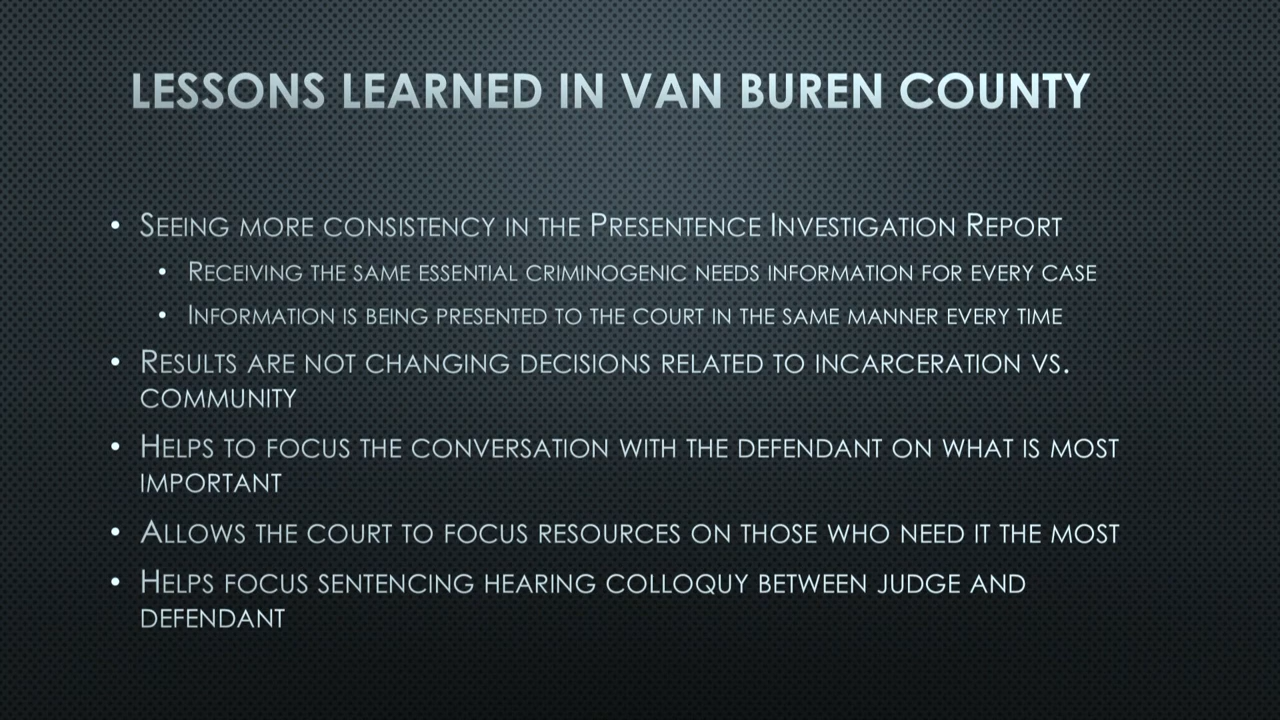 LESSONS LEARNED IN VAN BUREN COUNTY
• SEEING MORE CONSISTENCY IN THE PRESENTENCE INVESTIGATION REPORT
• RECEIVING THE SAME ESSENTIAL CRIMINOGENIC NEEDS INFORMATION FOR EVERY CASE
• INFORMATION IS BEING PRESENTED TO THE COURT IN THE SAME MANNER EVERY TIME
• RESULTS ARE NOT CHANGING DECISIONS RELATED TO INCARCERATION VS.
COMMUNITY
• HELPS TO FOCUS THE CONVERSATION WITH THE DEFENDANT ON WHAT IS MOST
IMPORTANT
• ALLOWS THE COURT TO FOCUS RESOURCES ON THOSE WHO NEED IT THE MOST
• HELPS FOCUS SENTENCING HEARING COLLOQUY BETWEEN JUDGE AND
DEFENDANT